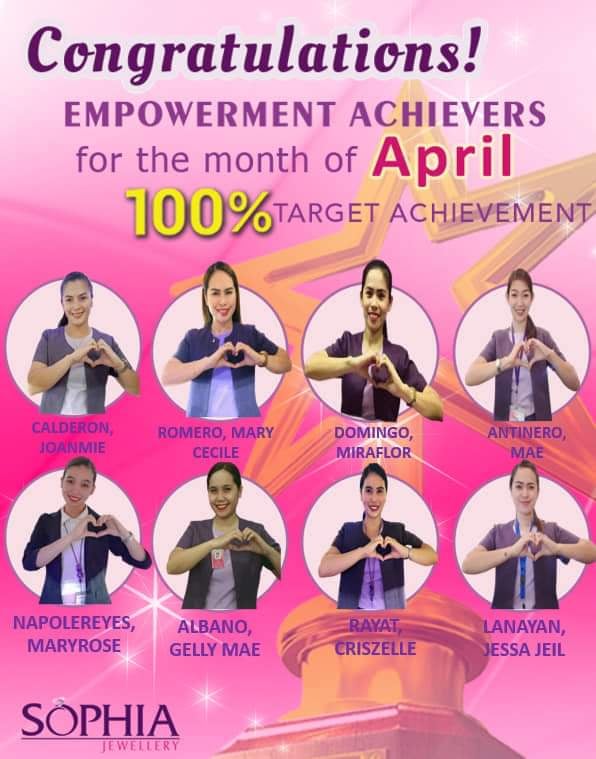 Congratulations!
EMPOWERMENT ACHIEVERS
for the month of April
100% TARGET ACHIEVEMENT
CALDERON,
JOANMIE
ROMERO, MARY
CECILE
DOMINGO,
MIRAFLOR
ANTINERO,
MAE
NAPOLEREYES,
MARYROSE
ALBANO,
GELLY MAE
RAYAT,
CRISZELLE
LANAYAN,
JESSA JEIL
SOPHIA
JEWELLERY